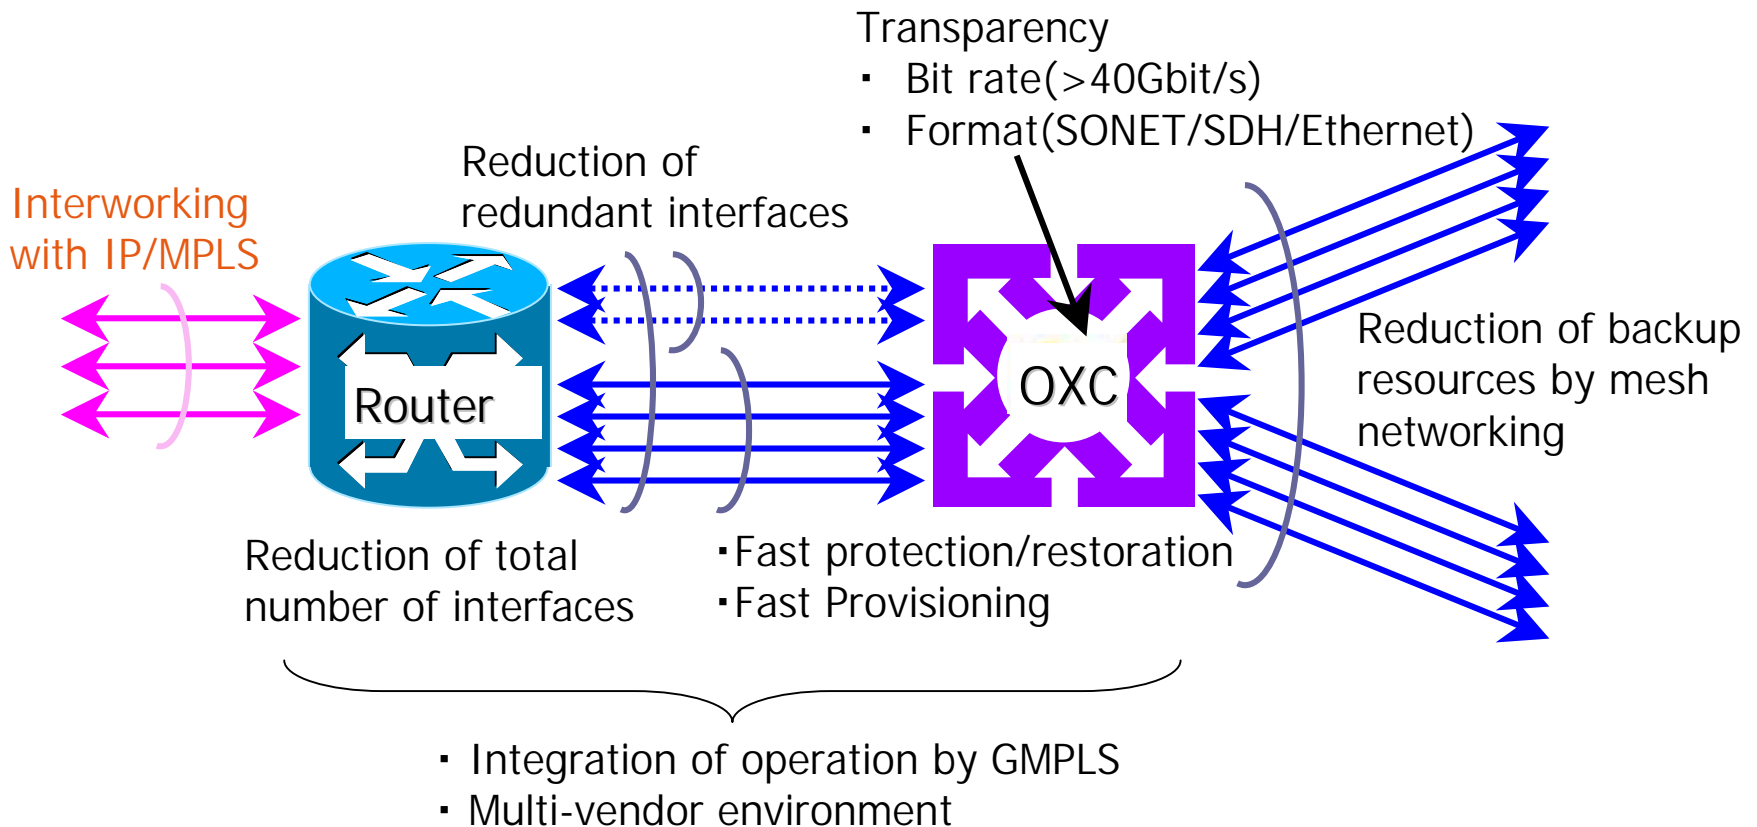 Transparency
・ Bit rate(>40Gbit/s)
・ Format(SONET/SDH/Ethernet)
Reduction of
redundant interfaces
Interworking
with IP/MPLS
Router
OXC
Reduction of backup
resources by mesh
networking
Reduction of total
number of interfaces
・Fast protection/restoration
・Fast Provisioning
・ Integration of operation by GMPLS
・ Multi-vendor environment